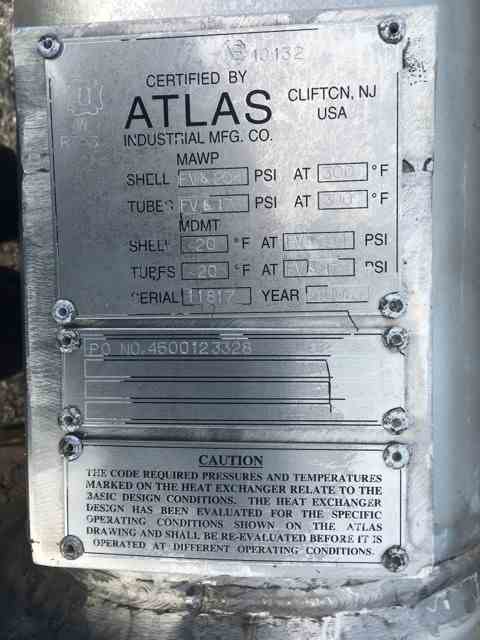 10132
CERTIFIED BY
ATLAS CLIFTON, NJ
INDUSTRIAL MFG. CO. USA
MAWP
SHELL FV & PSI AT 300 °F
TUBES FV & PSI AT 300 °F
MDMT
SHELL -20 °F AT PSI
TUBES -20 °F AT PSI
SERIAL 11817 YEAR
PO NO.4500123328
CAUTION
THE CODE REQUIRED PRESSURES AND TEMPERATURES
MARKED ON THE HEAT EXCHANGER RELATE TO THE
BASIC DESIGN CONDITIONS. THE HEAT EXCHANGER
DESIGN HAS BEEN EVALUATED FOR THE SPECIFIC
OPERATING CONDITIONS SHOWN ON THE ATLAS
DRAWING AND SHALL BE RE-EVALUATED BEFORE IT IS
OPERATED AT DIFFERENT OPERATING CONDITIONS.